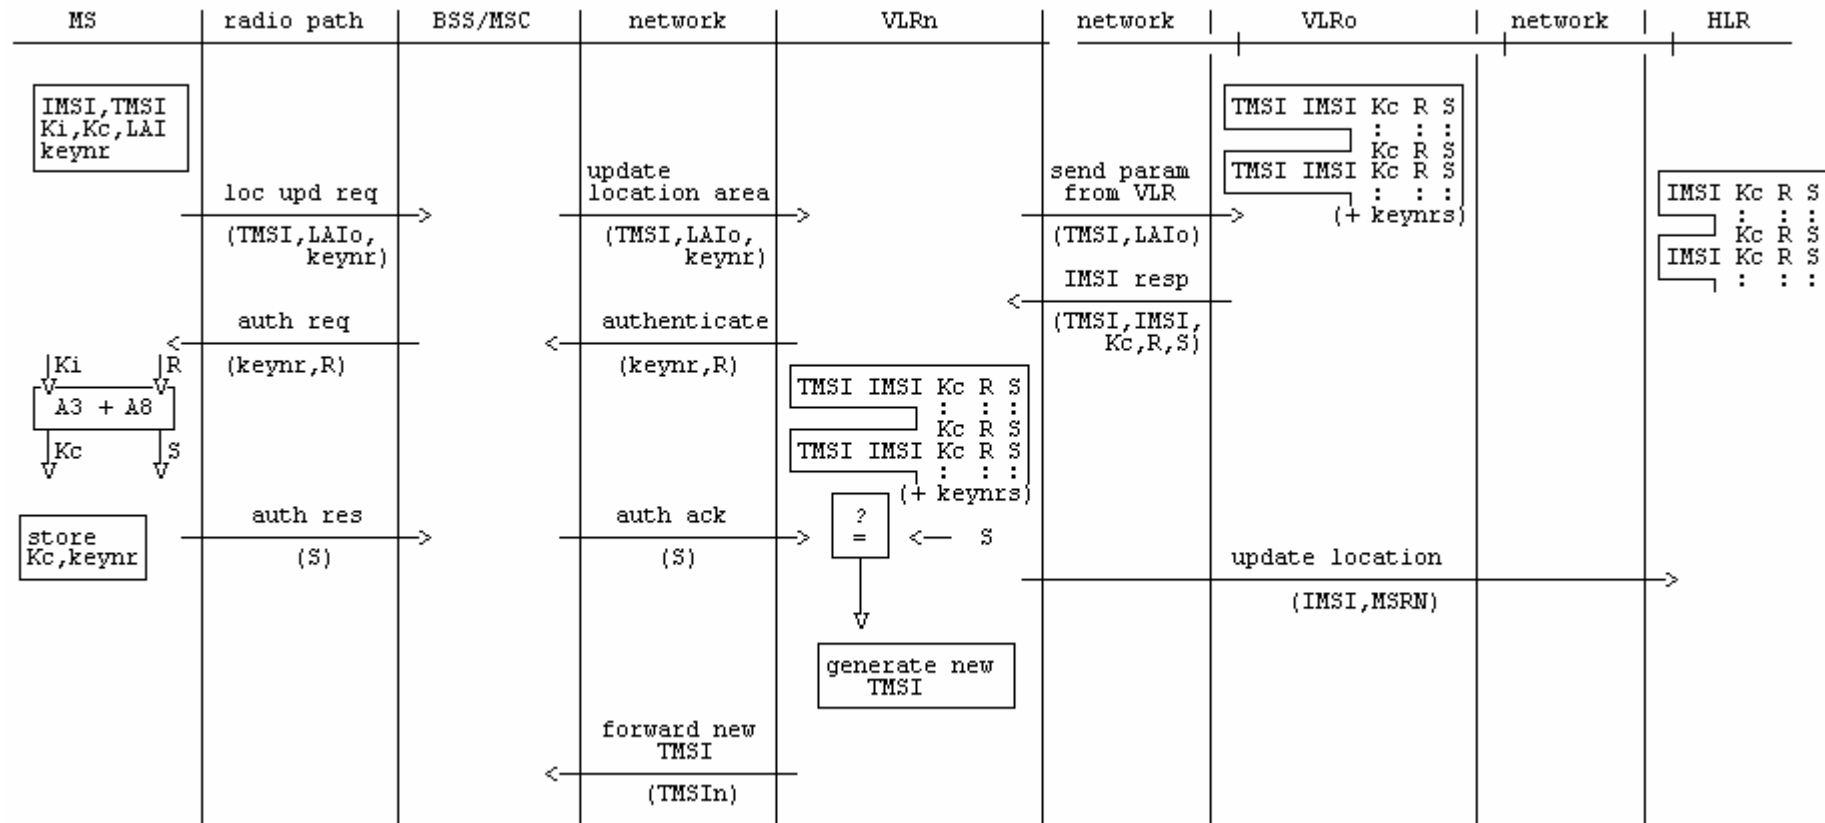 MS radio path BSS/MSC network VLRn network VLRo network HLR
IMSI,TMSI
Ki,Kc,LAI
keynr
TMSI IMSI Kc R S
: : :
Kc R S
TMSI IMSI Kc R S
: : :
(+ keynrs)
IMSI Kc R S
: : :
Kc R S
IMSI Kc R S
: : :
loc upd req
(TMSI,LAIo,
keynr)
update
location area
(TMSI,LAIo,
keynr)
send param
from VLR
(TMSI,LAIo)
IMSI resp
(TMSI,IMSI,
Kc,R,S)
auth req
(keynr,R)
authenticate
(keynr,R)
Ki R
A3 + A8
Kc S
TMSI IMSI Kc R S
: : :
Kc R S
TMSI IMSI Kc R S
: : :
(+ keynrs)
store
Kc,keynr
auth res
(S)
auth ack
(S)
?
=
S
update location
(IMSI,MSRN)
generate new
TMSI
forward new
TMSI
(TMSIn)